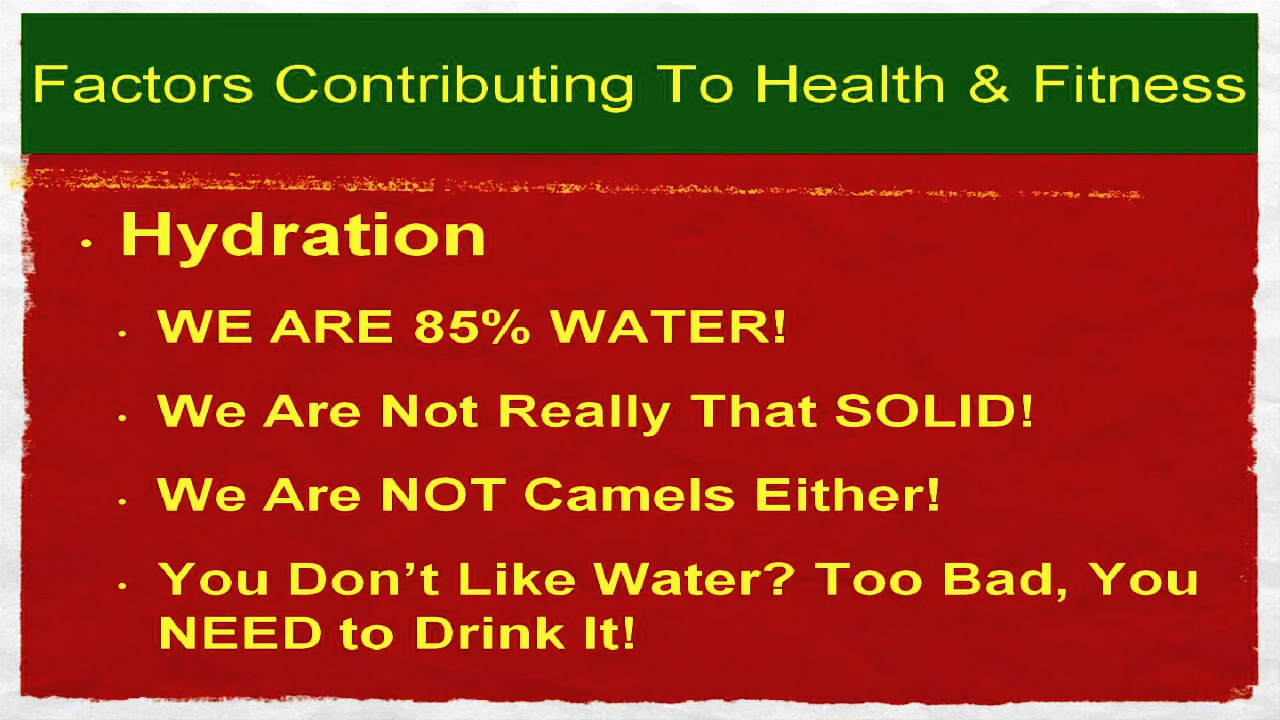 Factors Contributing To Health & Fitness
• Hydration
• WE ARE 85% WATER!
• We Are Not Really That SOLID!
• We Are NOT Camels Either!
• You Don’t Like Water? Too Bad, You
NEED to Drink It!